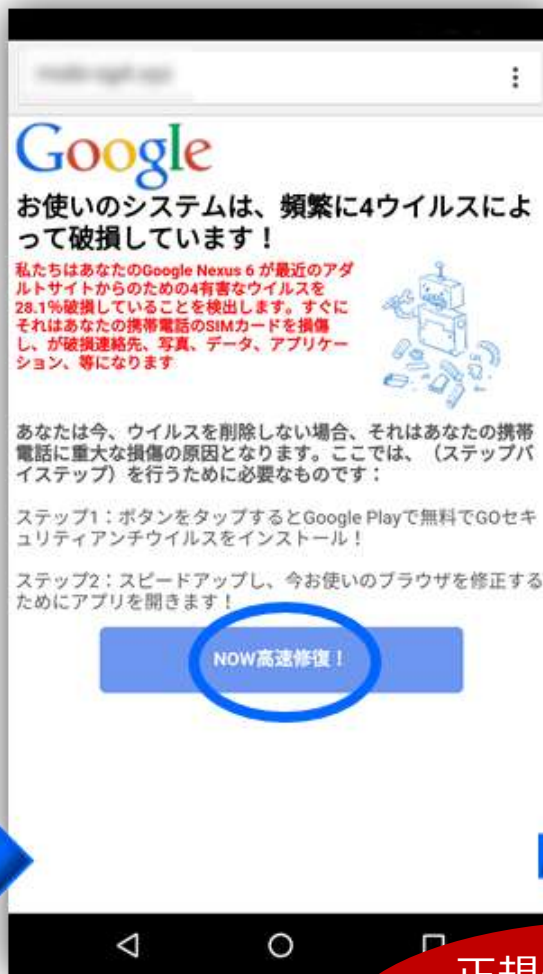 Google
お使いのシステムは、頻繁に4ウイルスによ
って破損しています！
私たちはあなたのGoogle Nexus 6 が最近のアダ
ルトサイトからのための4有害なウイルスを
28.1％破損していることを検出します。すぐに
それはあなたの携帯電話のSIMカードを損傷
し、が破損連絡先、写真、データ、アプリケー
ション、等になります
あなたは今、ウイルスを削除しない場合、それはあなたの携帯
電話に重大な損傷の原因となります。ここでは、（ステップバ
イステップ）を行うために必要なものです：
ステップ1：ボタンをタップするとGoogle Playで無料でGOセキ
ュリティアンチウイルスをインストール！
ステップ2：スピードアップし、今お使いのブラウザを修正する
ためにアプリを開きます！
NOW高速修復！
正規